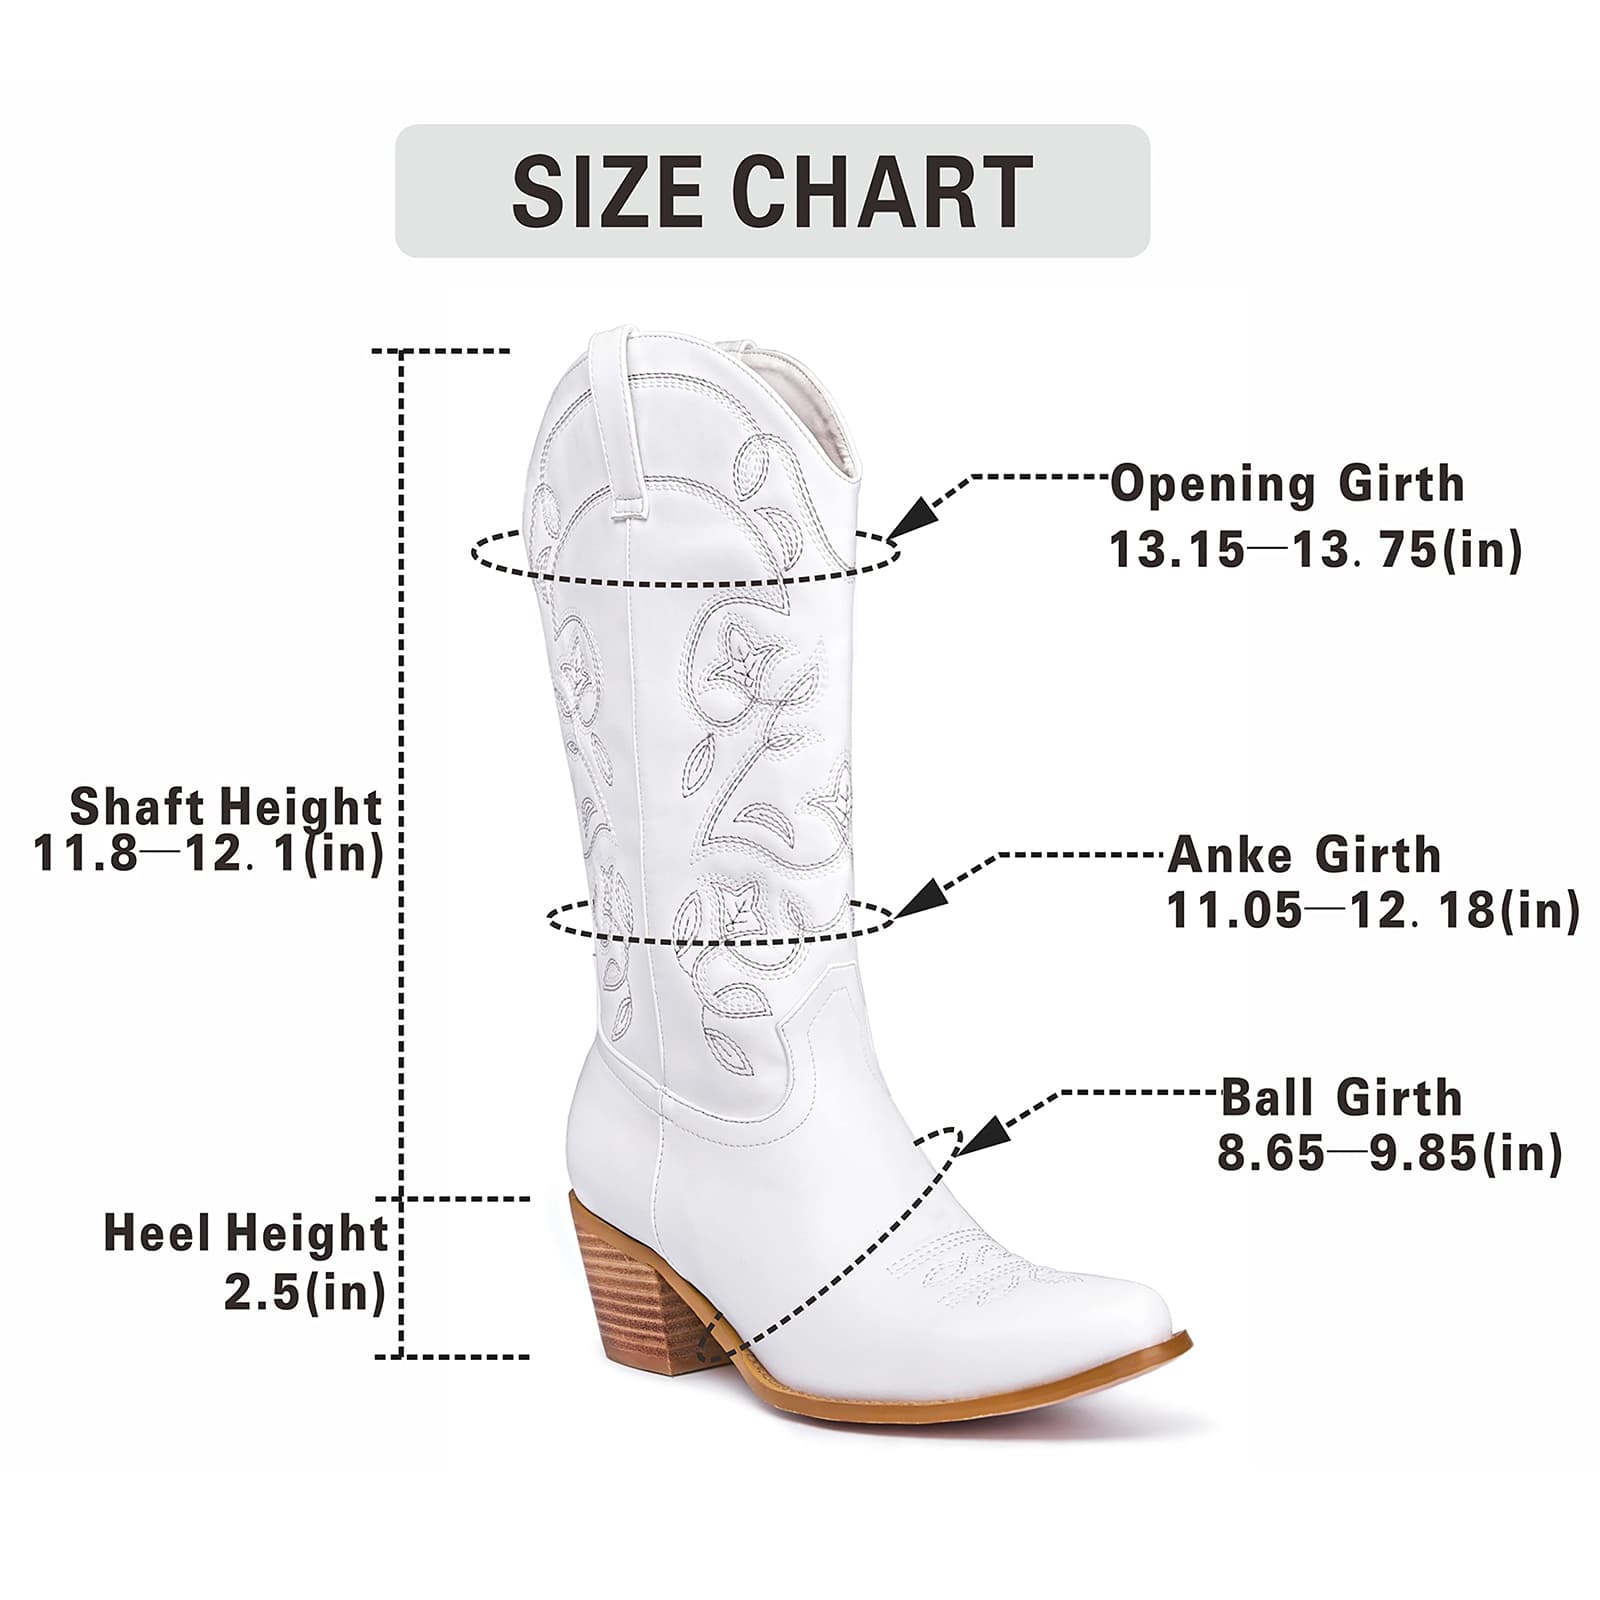 SIZE CHART
Opening Girth
13.15—13. 75(in)
Shaft Height
11.8—12. 1(in)
Anke Girth
11.05—12. 18(in)
Ball Girth
8.65—9.85(in)
Heel Height
2.5(in)